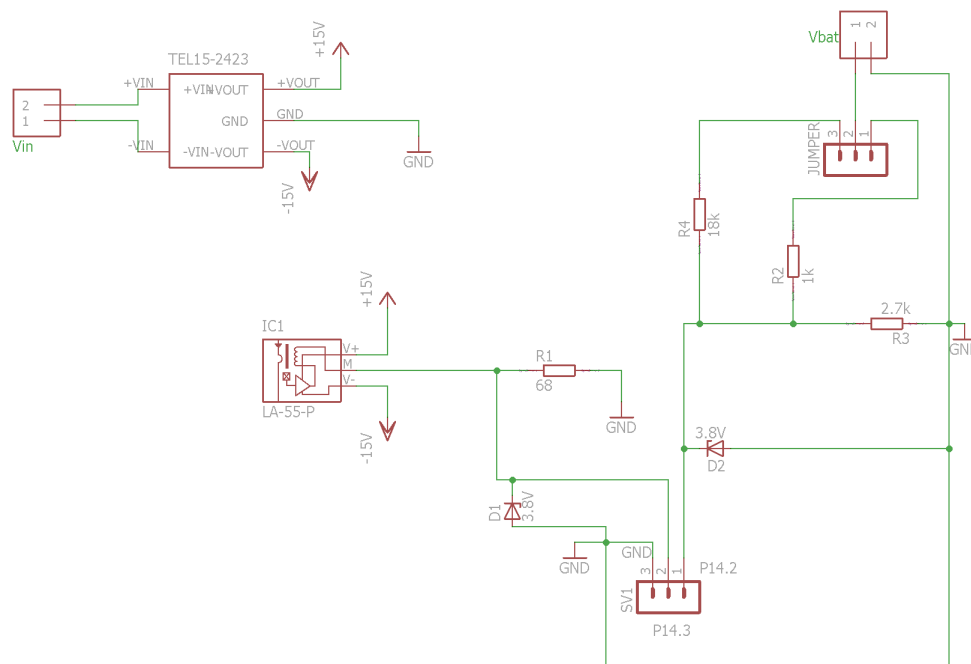 TEL15-2423
+15V
Vbat
1
2
+VIN
+VIN
+VOUT
+VOUT
2
1
Vin
GND
GND
-VIN
-VIN
-VOUT
-VOUT
GND
-15V
JUMPER
3
2
1
R4
18k
R2
1k
+15V
2.7k
R3
GND
IC1
V+
M
V-
LA-55-P
R1
68
GND
-15V
3.8V
D2
D1
3.8V
GND
GND
3
2
1
P14.2
SV1
P14.3